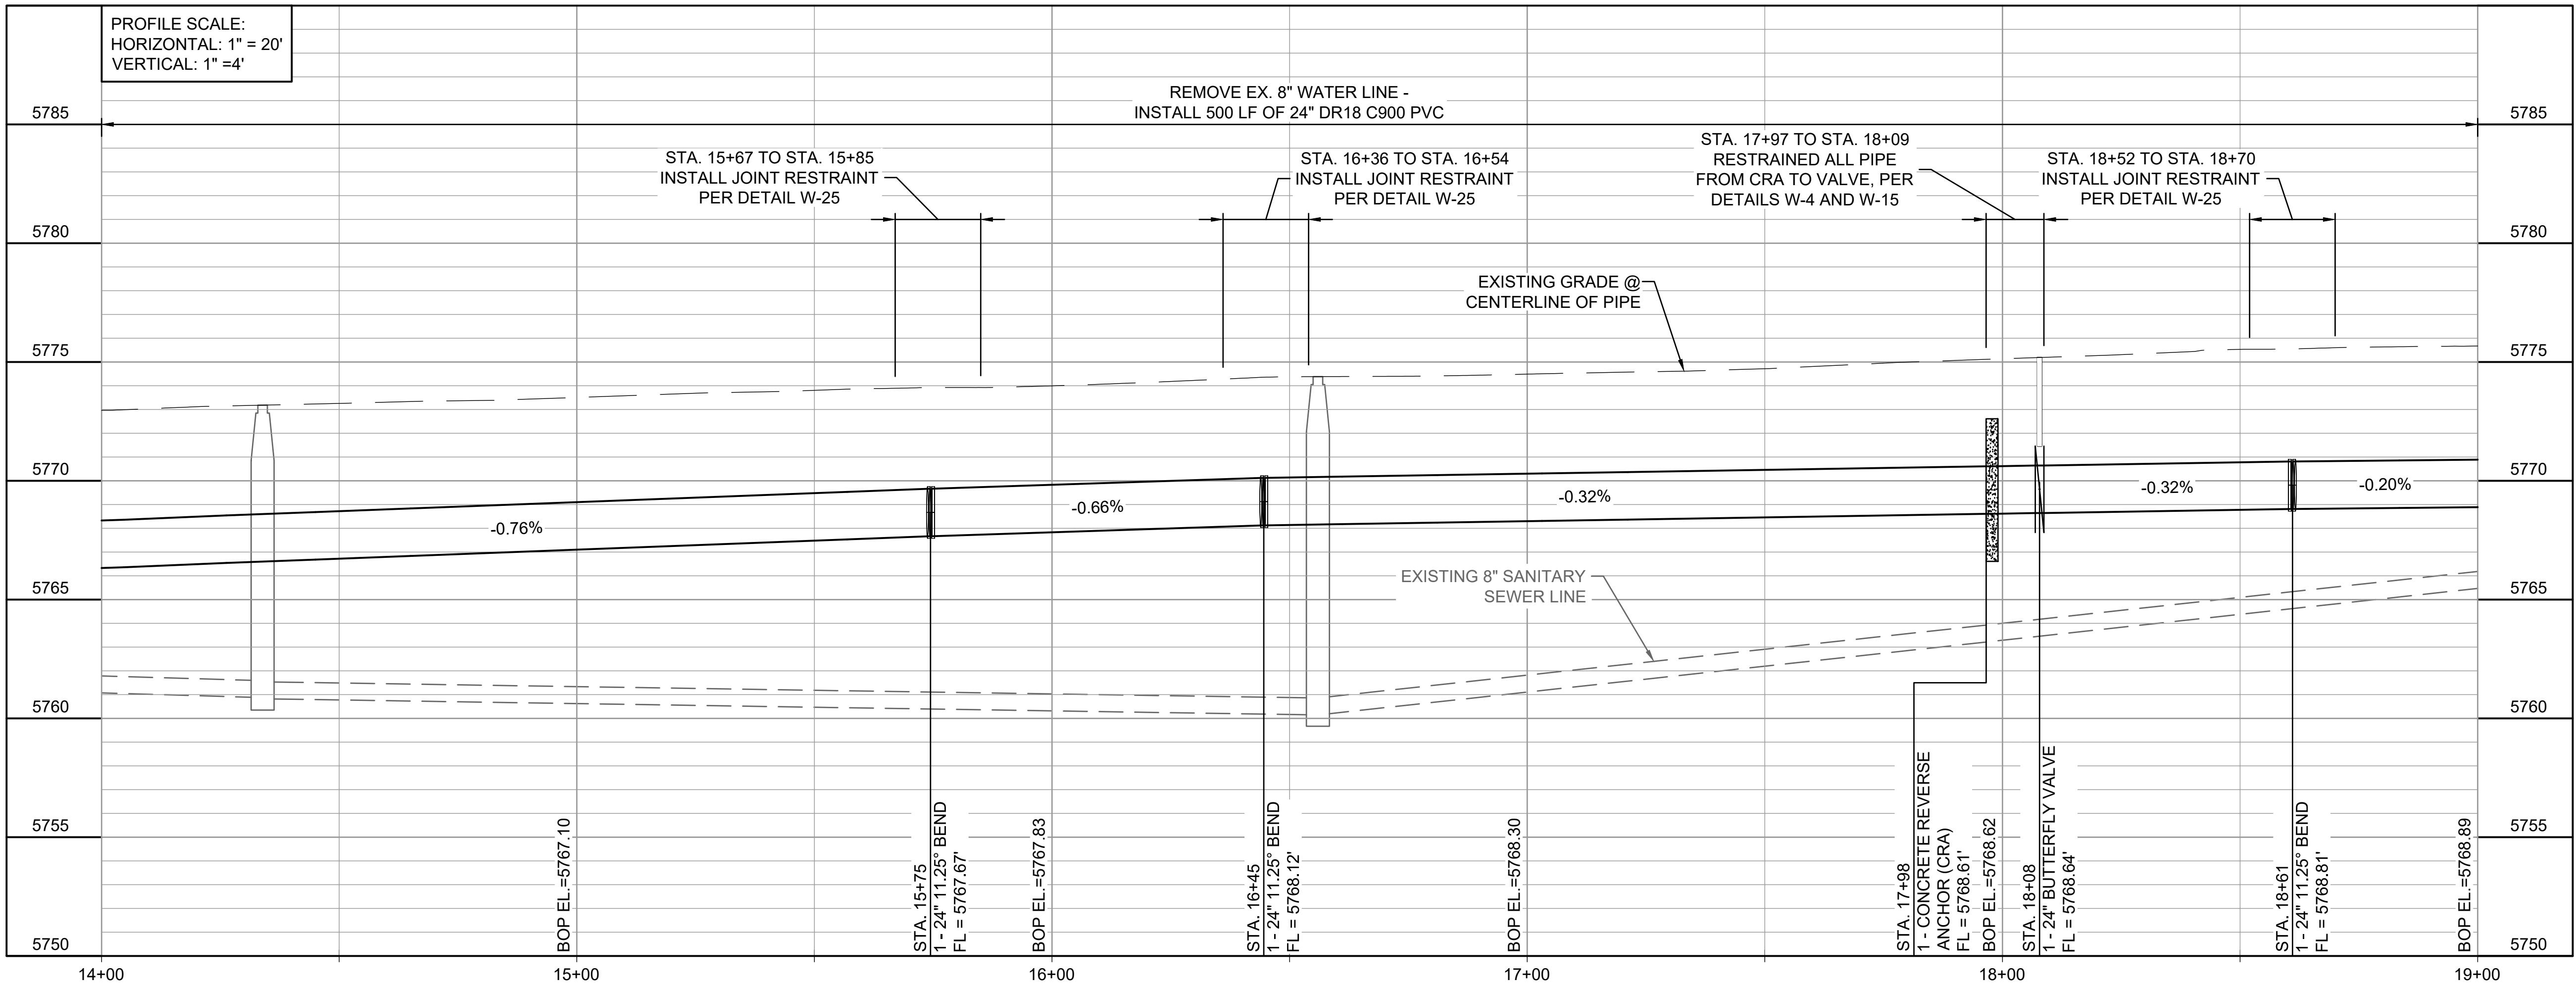 PROFILE SCALE:
HORIZONTAL: 1" = 20'
VERTICAL: 1" =4'
REMOVE EX. 8" WATER LINE -
INSTALL 500 LF OF 24" DR18 C900 PVC
STA. 15+67 TO STA. 15+85
INSTALL JOINT RESTRAINT
PER DETAIL W-25
STA. 16+36 TO STA. 16+54
INSTALL JOINT RESTRAINT
PER DETAIL W-25
STA. 17+97 TO STA. 18+09
RESTRAINED ALL PIPE
FROM CRA TO VALVE, PER
DETAILS W-4 AND W-15
STA. 18+52 TO STA. 18+70
INSTALL JOINT RESTRAINT
PER DETAIL W-25
EXISTING GRADE @
CENTERLINE OF PIPE
-0.76%
-0.66%
-0.32%
-0.32%
-0.20%
EXISTING 8" SANITARY
SEWER LINE
5785
5780
5775
5770
5765
5760
5755
5750
5785
5780
5775
5770
5765
5760
5755
5750
BOP EL.=5767.10
STA. 15+75
1 - 24" 11.25° BEND
FL = 5767.67'
BOP EL.=5767.83
STA. 16+45
1 - 24" 11.25° BEND
FL = 5768.12'
BOP EL.=5768.30
STA. 17+98
1 - CONCRETE REVERSE
ANCHOR (CRA)
FL = 5768.61'
BOP EL.=5768.62
STA. 18+08
1 - 24" BUTTERFLY VALVE
FL = 5768.64'
STA. 18+61
1 - 24" 11.25° BEND
FL = 5768.81'
BOP EL.=5768.89
14+00
15+00
16+00
17+00
18+00
19+00